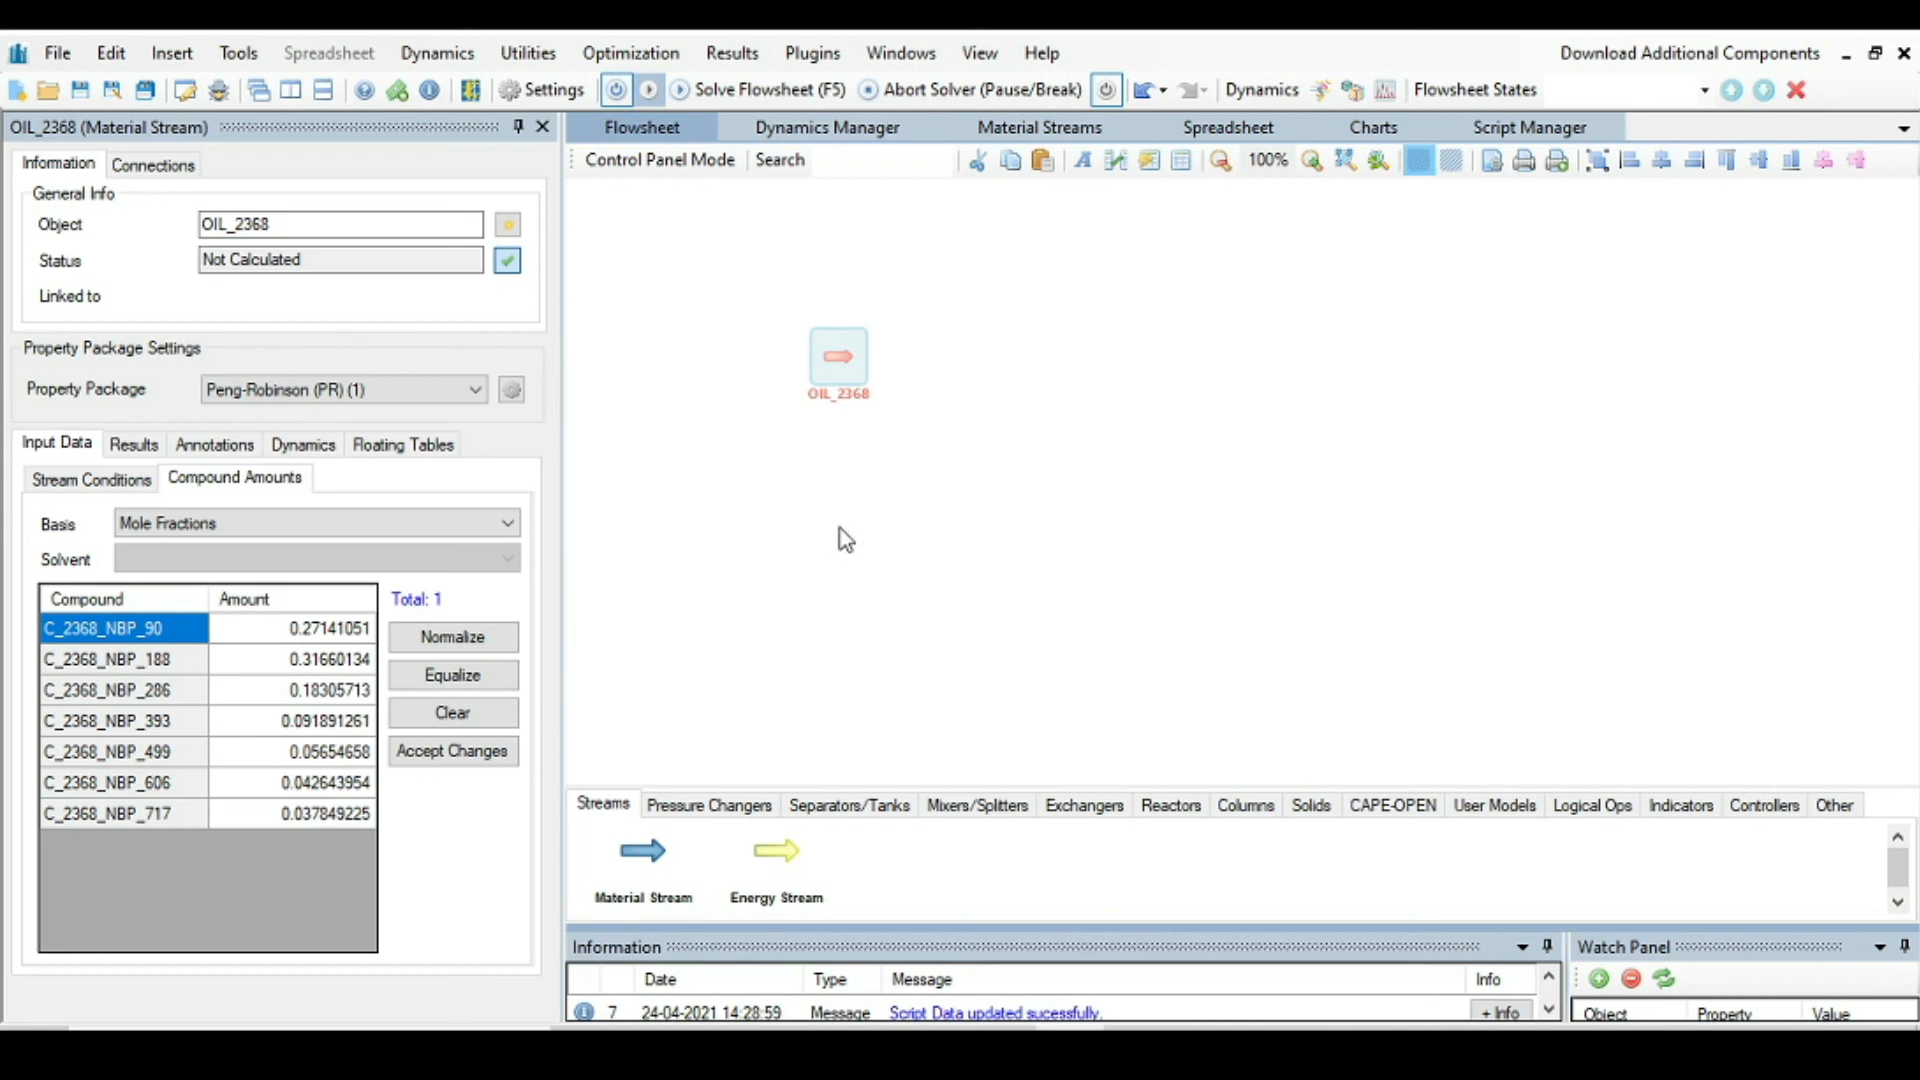 File Edit Insert Tools Spreadsheet Dynamics Utilities Optimization Results Plugins Windows View Help Download Additional Components
Settings Solve Flowsheet (F5) Abort Solver (Pause/Break) Dynamics Flowsheet States
OIL_2368 (Material Stream)
Flowsheet Dynamics Manager Material Streams Spreadsheet Charts Script Manager
Control Panel Mode Search 100%
Information Connections
General Info
Object OIL_2368
Status Not Calculated
Linked to
Property Package Settings
Property Package Peng-Robinson (PR) (1)
OIL_2368
Input Data Results Annotations Dynamics Floating Tables
Stream Conditions Compound Amounts
Basis Mole Fractions
Solvent
Compound Amount Total: 1
C_2368_NBP_90 0.27141051 Normalize
C_2368_NBP_188 0.31660134 Equalize
C_2368_NBP_286 0.18305713 Clear
C_2368_NBP_393 0.091891261
C_2368_NBP_499 0.05654658 Accept Changes
C_2368_NBP_606 0.042643954
C_2368_NBP_717 0.037849225
Streams Pressure Changers Separators/Tanks Mixers/Splitters Exchangers Reactors Columns Solids CAPE-OPEN User Models Logical Ops Indicators Controllers Other
Material Stream Energy Stream
Information Watch Panel
Date Type Message Info
7 24-04-2021 14:28:59 Message Script Data updated sucessfully. + Info
Object Property Value